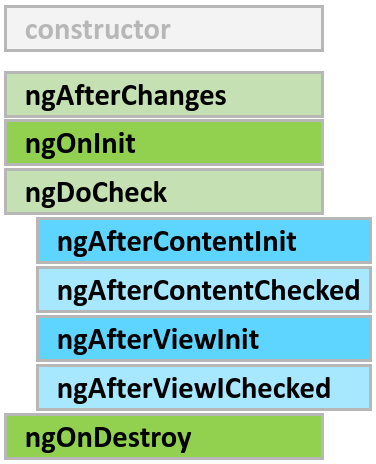 constructor
ngAfterChanges
ngOnInit
ngDoCheck
ngAfterContentInit
ngAfterContentChecked
ngAfterViewInit
ngAfterViewIChecked
ngOnDestroy